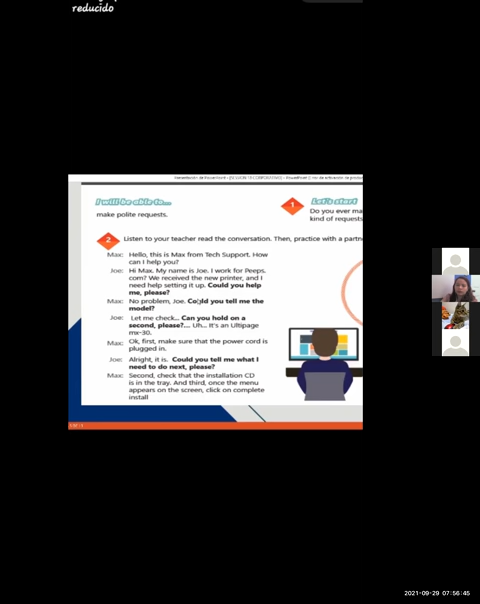 reducido
I will be able to...
make polite requests.
1
Let's start
Do you ever ma
kind of requests
2
Listen to your teacher read the conversation. Then, practice with a partn
Max: Hello, this is Max from Tech Support. How
can I help you?
Joe: Hi Max. My name is Joe. I work for Peeps.
com? We received the new printer, and I
need help setting it up. Could you help
me, please?
Max: No problem, Joe. Could you tell me the
model?
Joe: Let me check... Can you hold on a
second, please?... Uh... It's an Ultipage
mx-30.
Max: Ok, first, make sure that the power cord is
plugged in.
Joe: Alright, it is. Could you tell me what I
need to do next, please?
Max: Second, check that the installation CD
is in the tray. And third, once the menu
appears on the screen, click on complete
install
2021-09-29 07:56:45